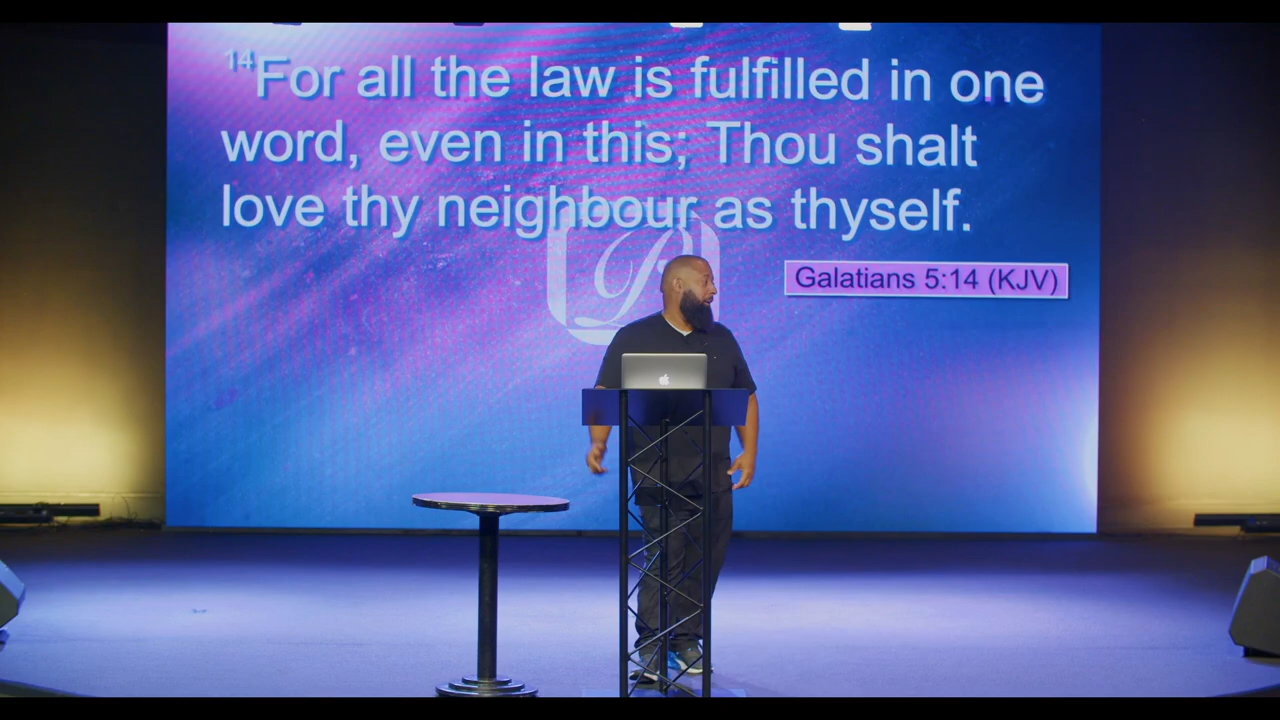 14For all the law is fulfilled in one
word, even in this; Thou shalt
love thy neighbour as thyself.
Galatians 5:14 (KJV)